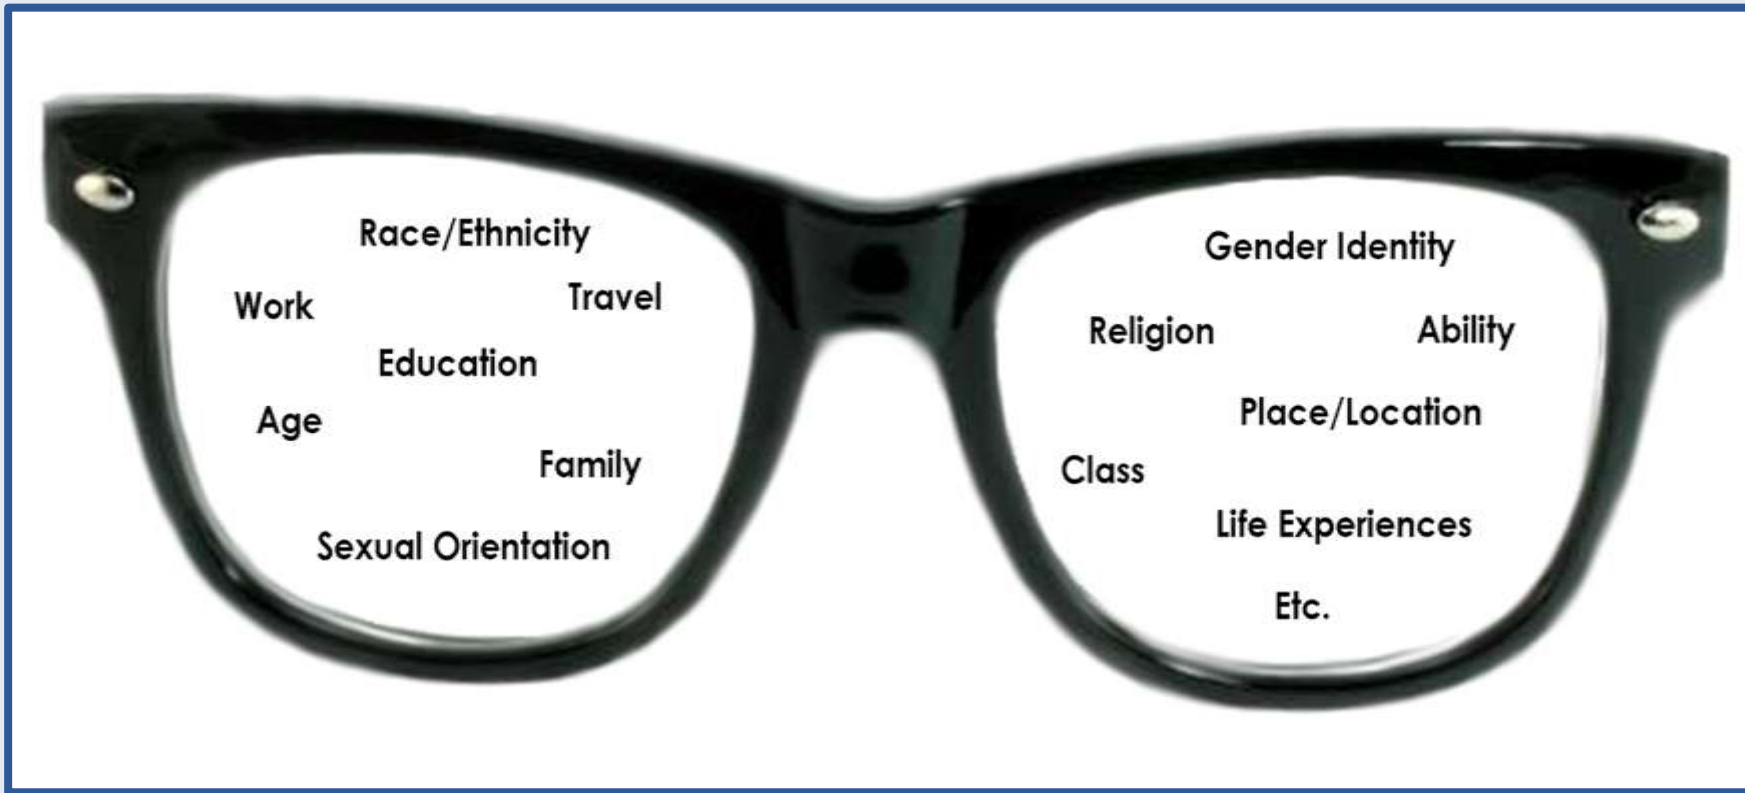 Race/Ethnicity
Work
Travel
Education
Age
Family
Sexual Orientation
Gender Identity
Religion
Ability
Place/Location
Class
Life Experiences
Etc.